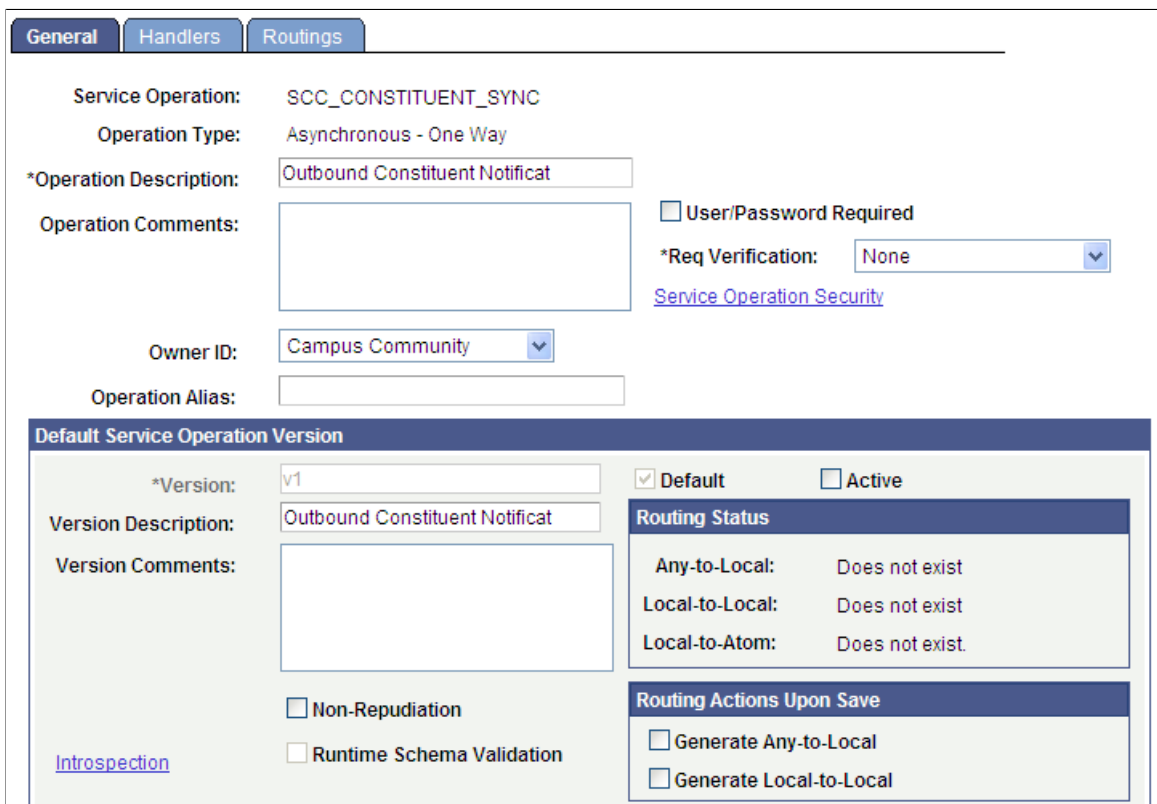 General Handlers Routings
Service Operation: SCC_CONSTITUENT_SYNC
Operation Type: Asynchronous - One Way
*Operation Description: Outbound Constituent Notificat
Operation Comments:
User/Password Required
*Req Verification: None
Service Operation Security
Owner ID: Campus Community
Operation Alias:
Default Service Operation Version
*Version: v1
Default Active
Version Description: Outbound Constituent Notificat
Version Comments:
Routing Status
Any-to-Local: Does not exist
Local-to-Local: Does not exist
Local-to-Atom: Does not exist.
Non-Repudiation
Runtime Schema Validation
Introspection
Routing Actions Upon Save
Generate Any-to-Local
Generate Local-to-Local